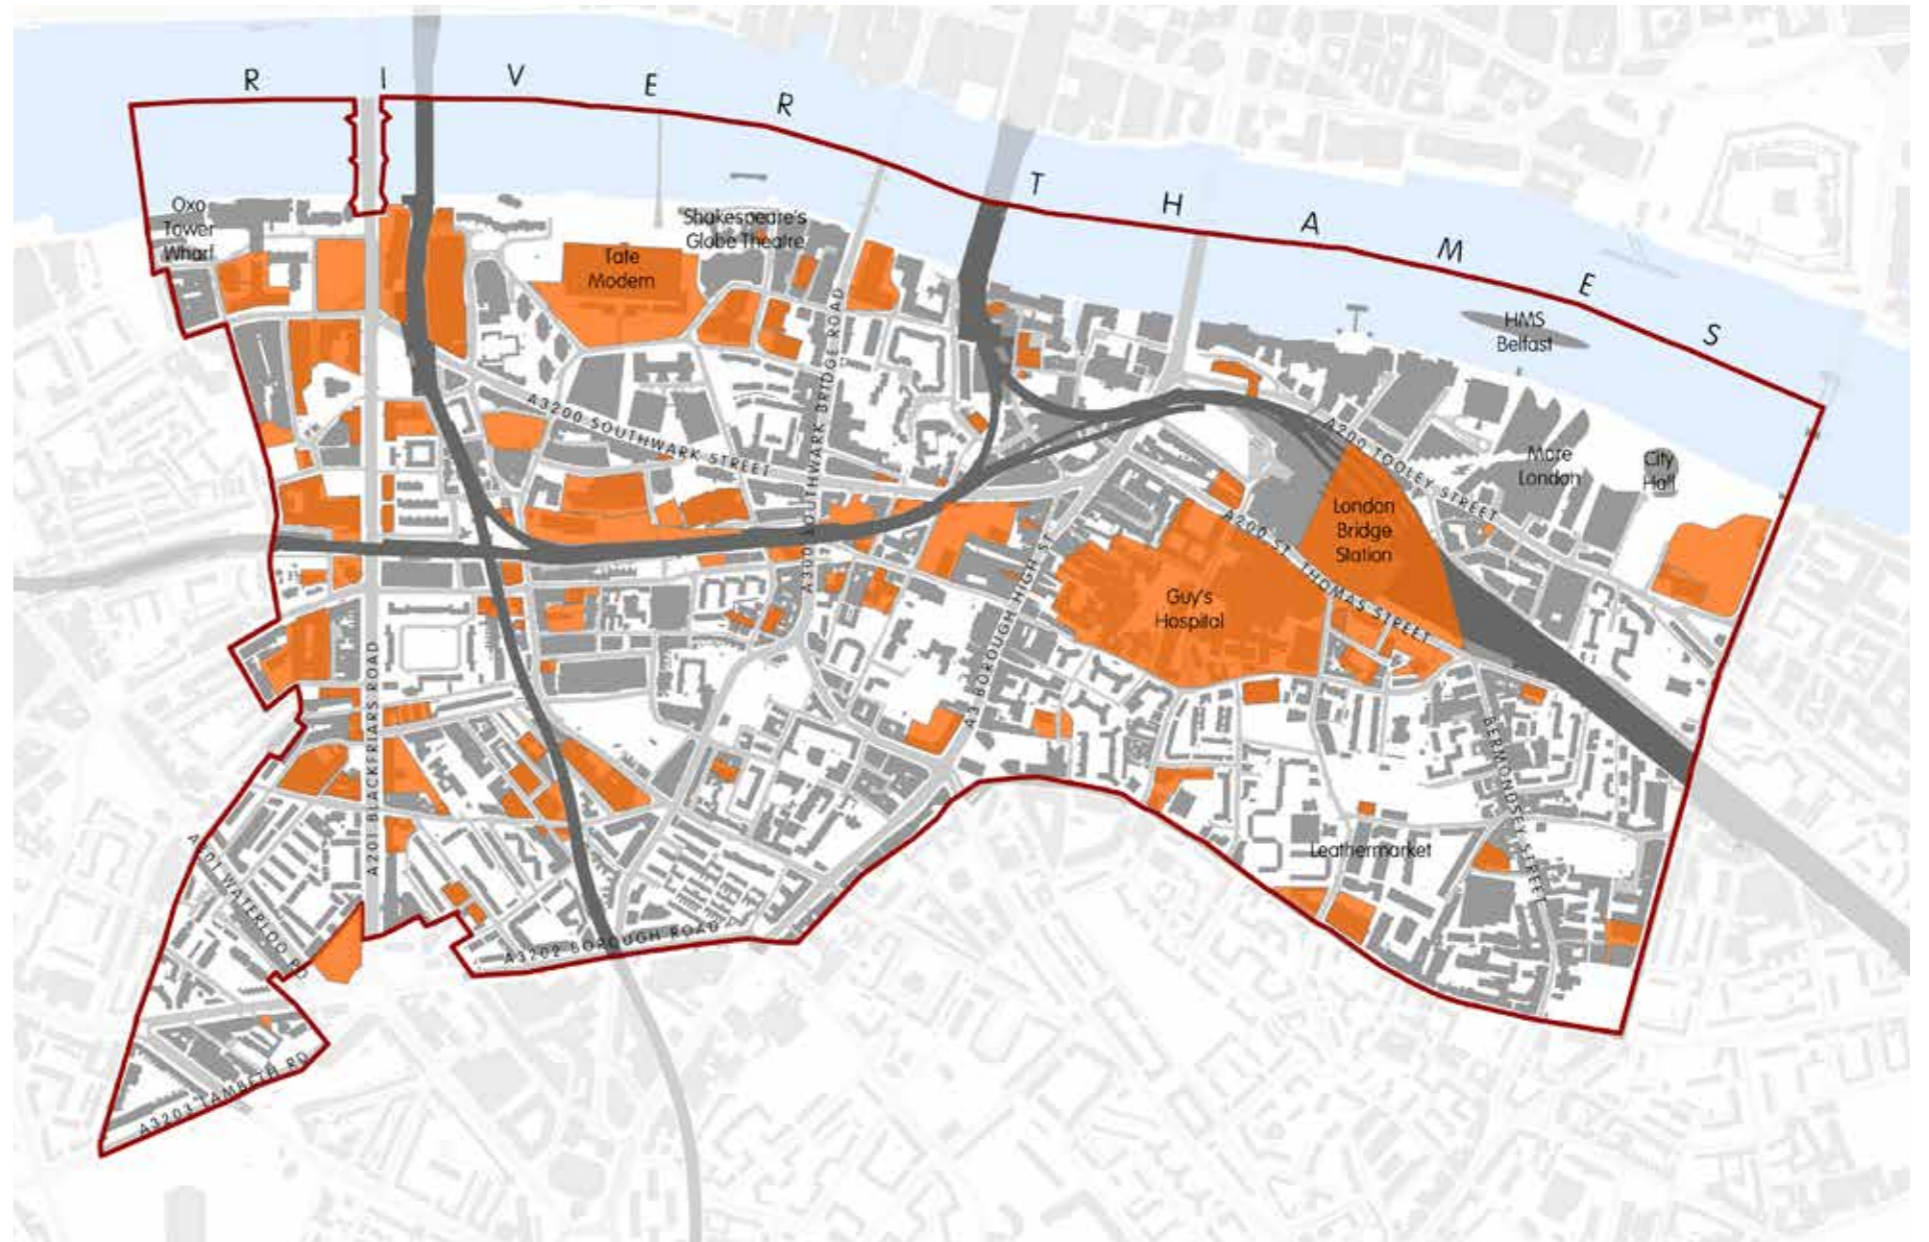 R I V E R T H A M E S
Oxo
Tower
Wharf
Shakespeare's
Globe Theatre
Tate
Modern
HMS
Belfast
A3200 SOUTHWARK STREET
A300 SOUTHWARK BRIDGE ROAD
A200 TOOLEY STREET
More
London
City
Hall
London
Bridge
Station
A200 ST THOMAS STREET
Guy's
Hospital
A3 BOROUGH HIGH ST
A201 BLACKFRIARS ROAD
BERMONDSEY STREET
Leathermarket
A301 WATERLOO RD
A3202 BOROUGH ROAD
A3203 LAMBETH RD